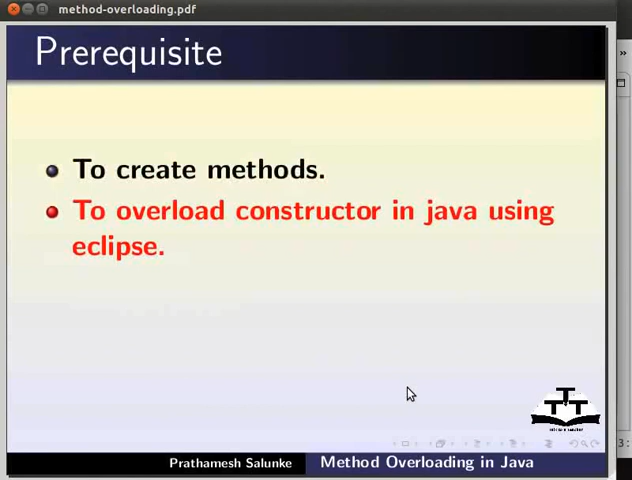 method-overloading.pdf
Prerequisite
To create methods.
To overload constructor in java using
eclipse.
Prathamesh Salunke
Method Overloading in Java